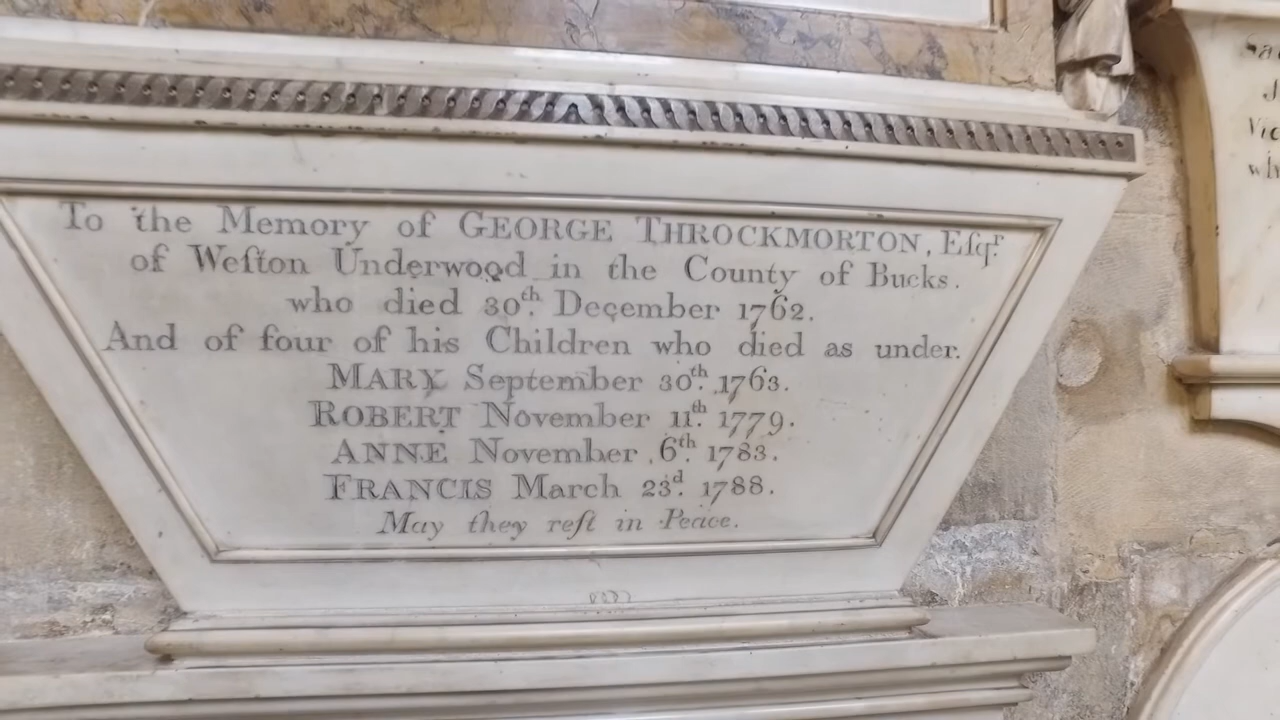 To the Memory of GEORGE THROCKMORTON, Eſqr.
of Weſton Underwood in the County of Bucks.
who died 30th. December 1762.
And of four of his Children who died as under.
MARY September 30th. 1763.
ROBERT November 11th. 1779.
ANNE November 6th. 1783.
FRANCIS March 23d. 1788.
May they reſt in Peace.